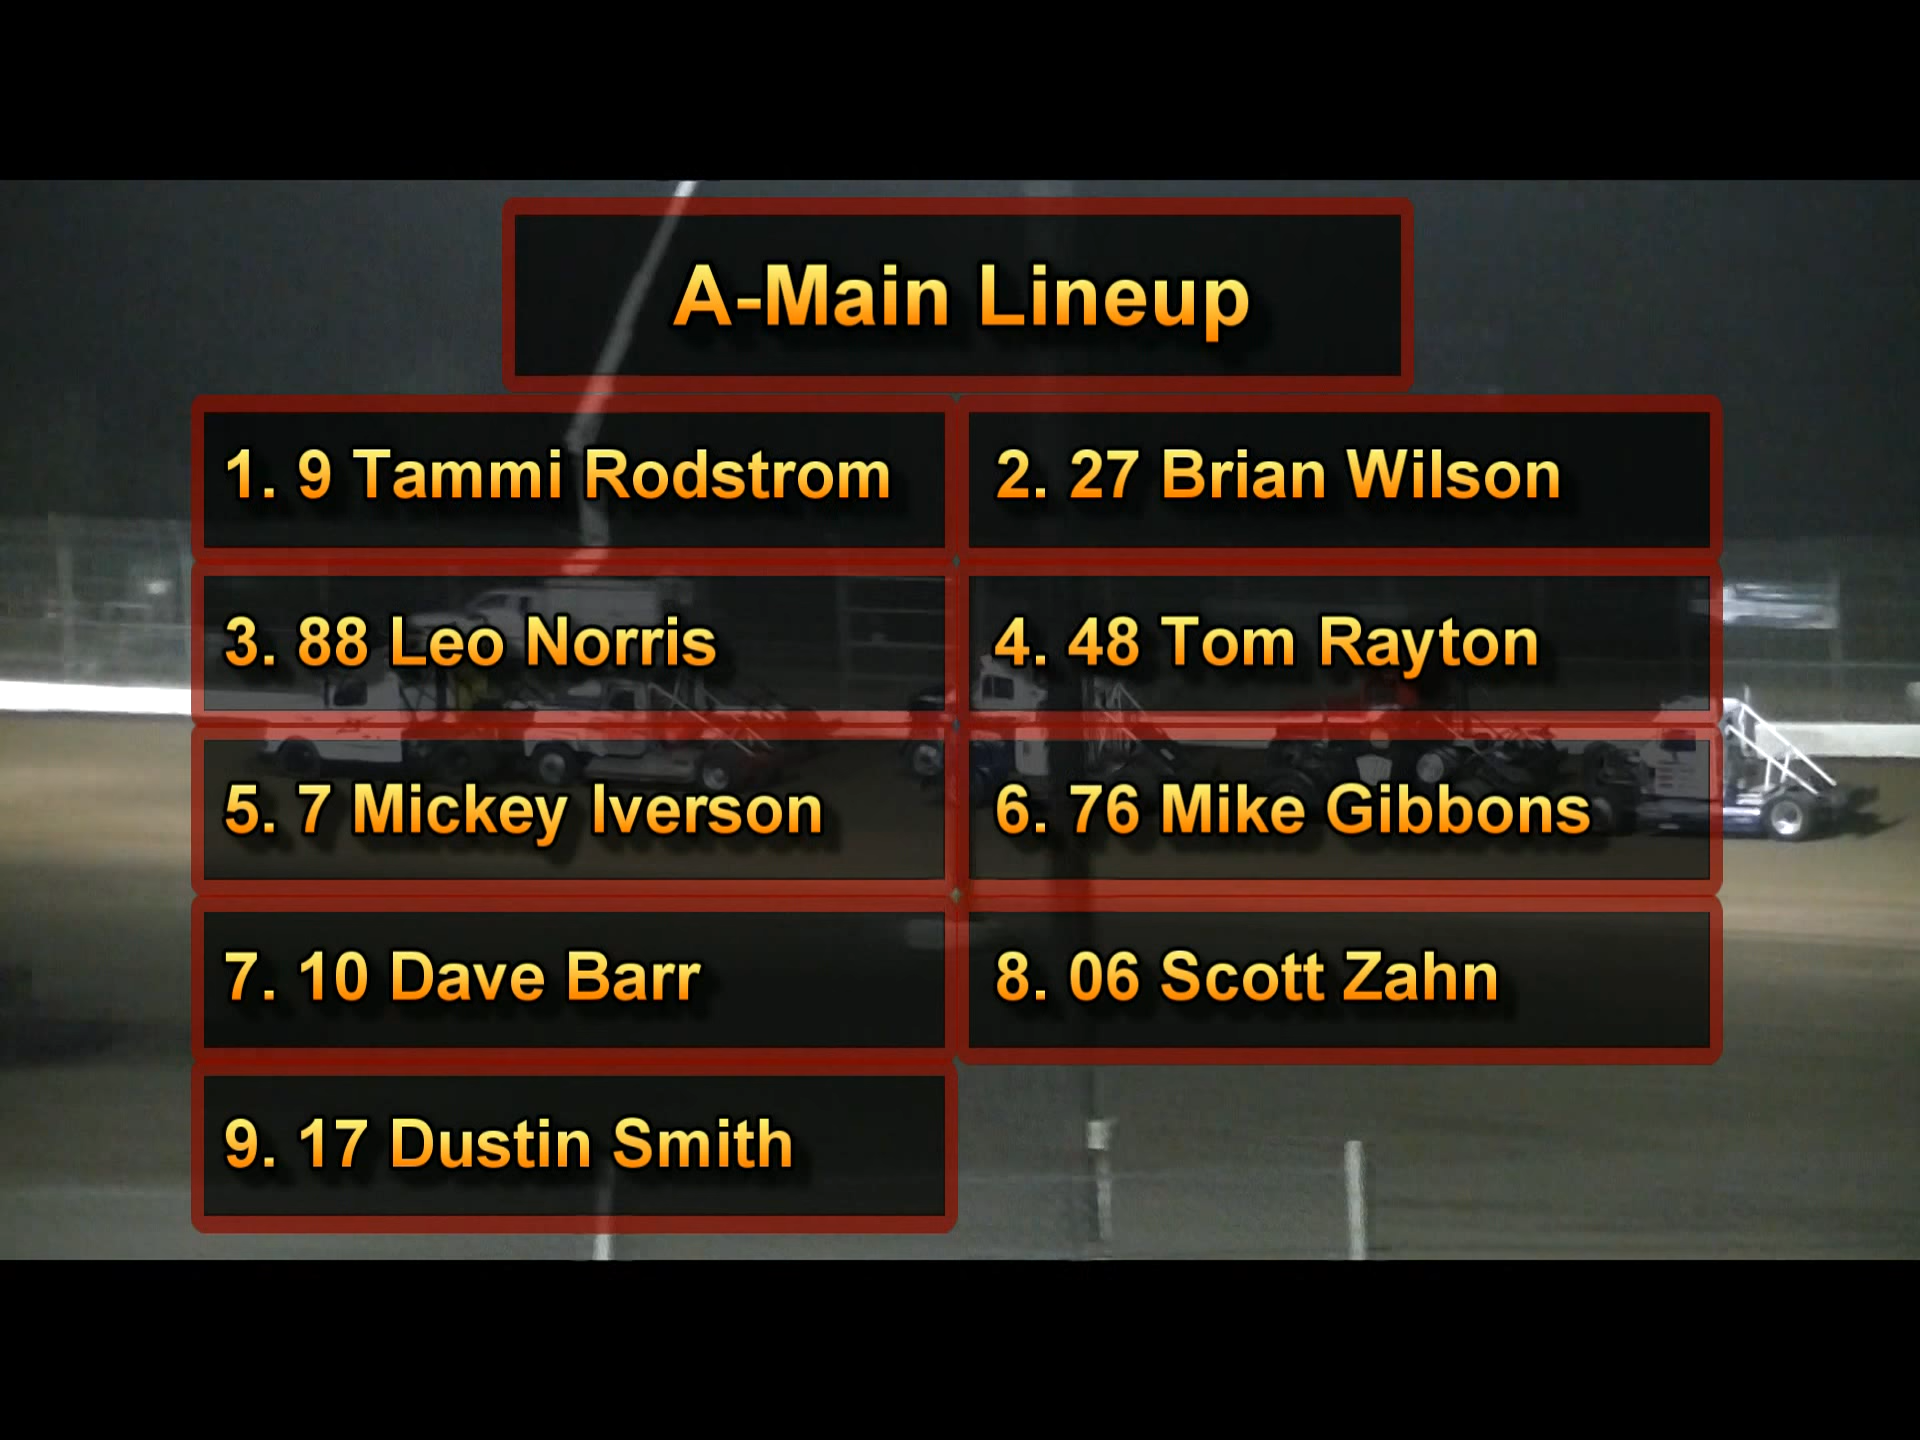 A-Main Lineup
1. 9 Tammi Rodstrom
2. 27 Brian Wilson
3. 88 Leo Norris
4. 48 Tom Rayton
5. 7 Mickey Iverson
6. 76 Mike Gibbons
7. 10 Dave Barr
8. 06 Scott Zahn
9. 17 Dustin Smith